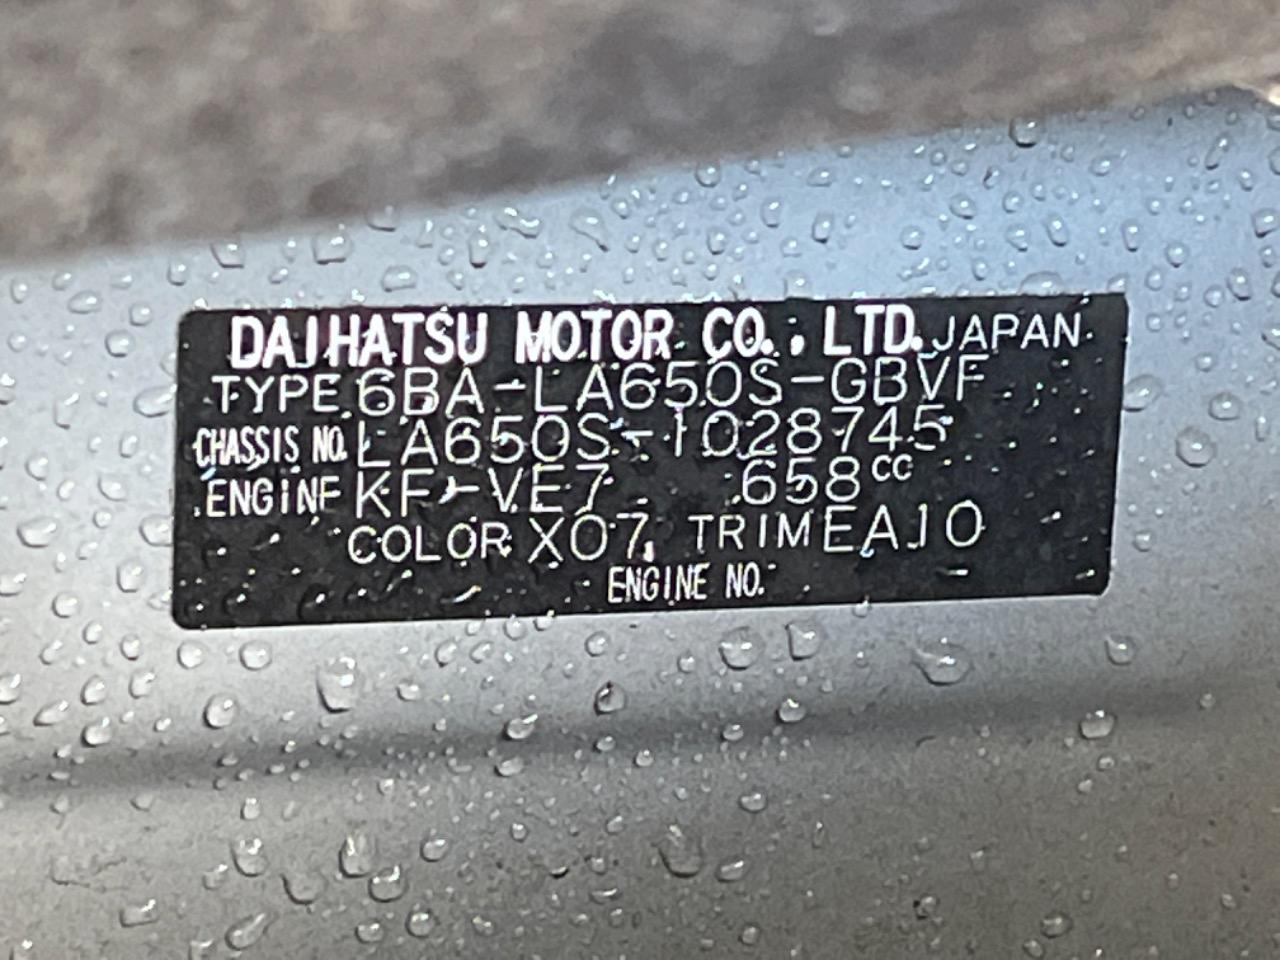 DAIHATSU MOTOR CO., LTD. JAPAN
TYPE 6BA-LA650S-GBVF
CHASSIS NO. LA650S-1028745
ENGINE KF-VE7 658cc
COLOR X07 TRIM EA10
ENGINE NO.